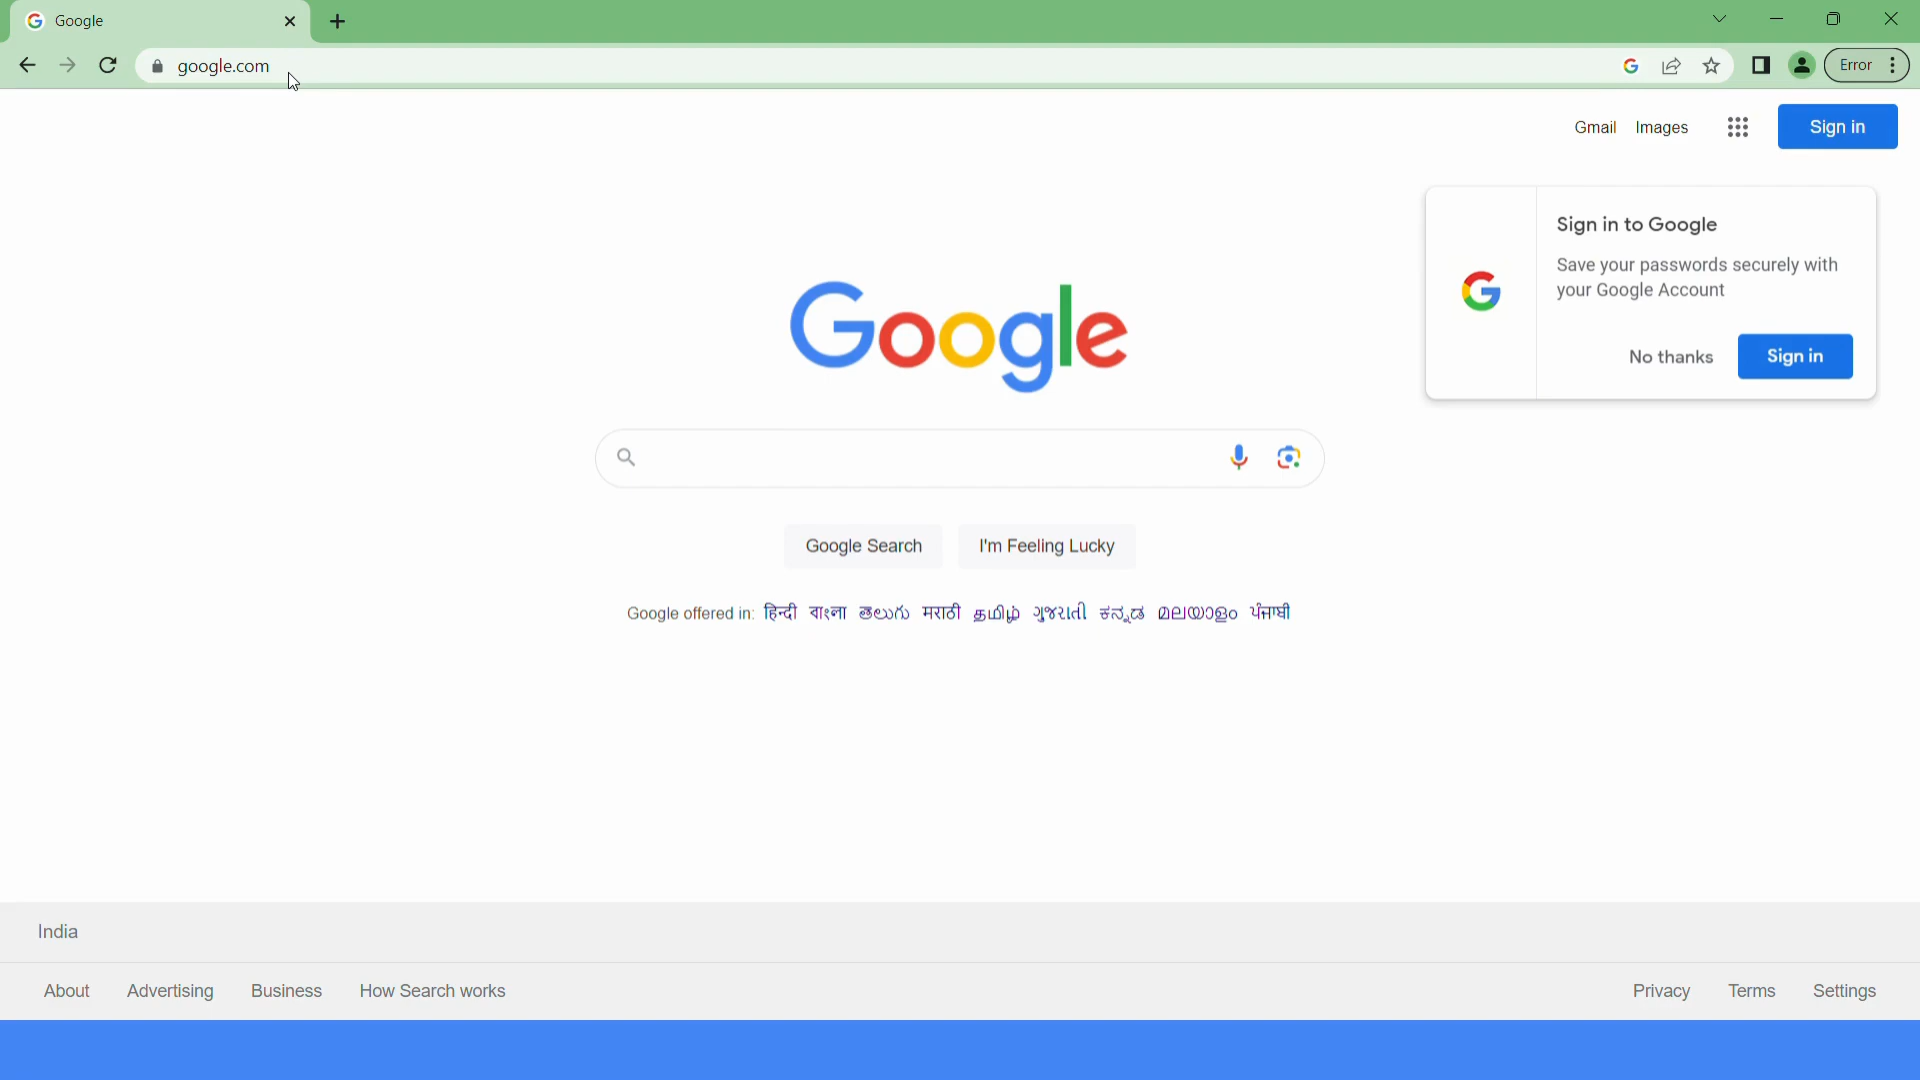 Google
google.com
Error
Gmail Images Sign in
Sign in to Google
Save your passwords securely with
your Google Account
No thanks Sign in
Google
Google Search I'm Feeling Lucky
Google offered in: हिन्दी বাংলা తెలుగు मराठी தமிழ் ગુજરાતી ಕನ್ನಡ മലയാളം ਪੰਜਾਬੀ
India
About Advertising Business How Search works Privacy Terms Settings